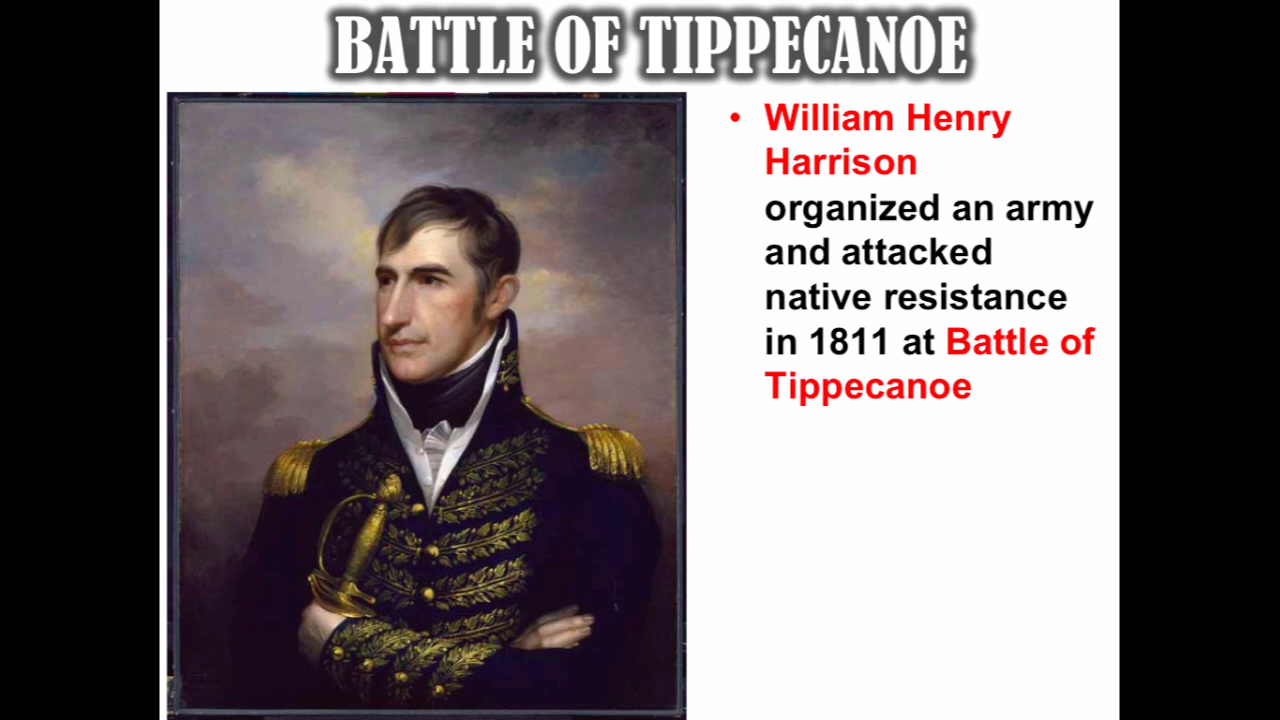 BATTLE OF TIPPECANOE
• William Henry
Harrison
organized an army
and attacked
native resistance
in 1811 at Battle of
Tippecanoe